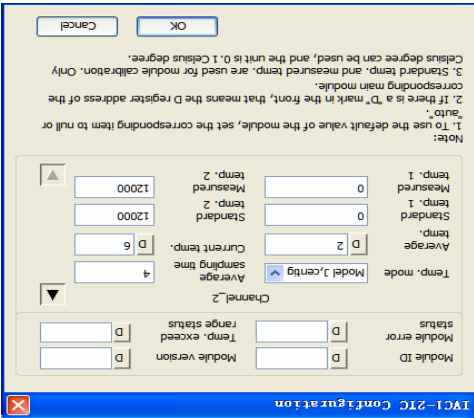 IVC1-2TC Configuration
Module ID D Module version D
Module error status D Temp. exceed range status D
Channel_2
Temp. mode Model J,centig Average sampling time 4
Average temp. D 2 Current temp. D 6
Standard temp. 1 0 Standard temp. 2 12000
Measured temp. 1 0 Measured temp. 2 12000
Note:
1. To use the default value of the module, set the corresponding item to null or
"auto".
2. If there is a "D" mark in the front, that means the D register address of the
corresponding main module.
3. Standard temp. and measured temp. are used for module calibration. Only
Celsius degree can be used, and the unit is 0.1 Celsius degree.
OK Cancel